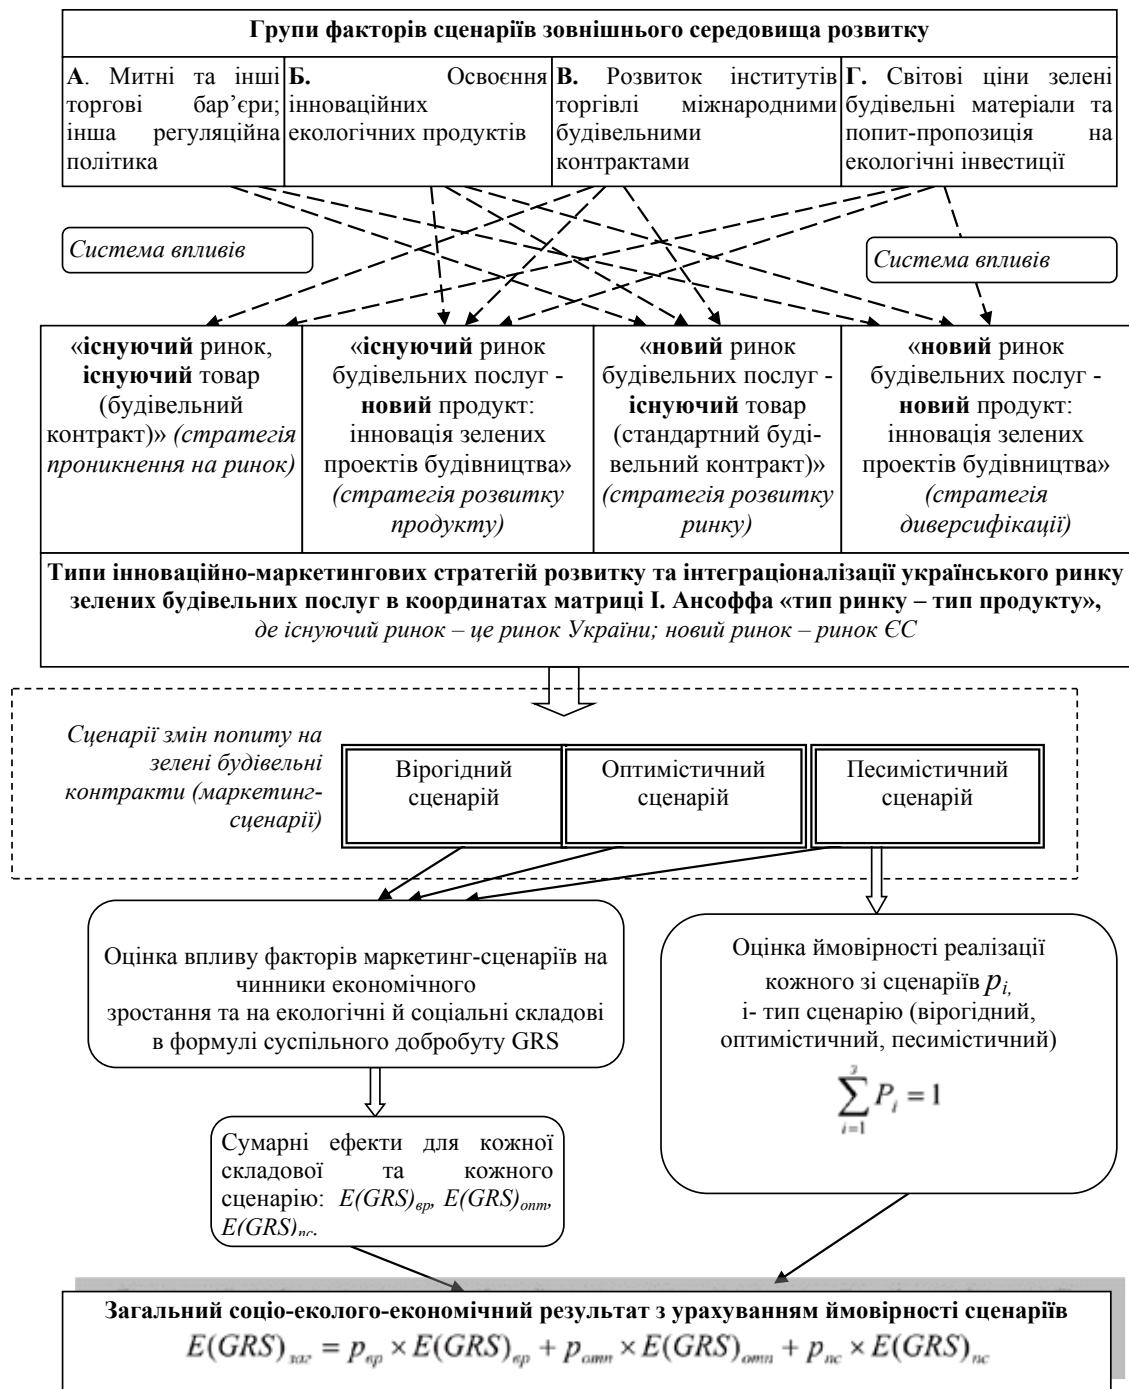 Групи факторів сценаріїв зовнішнього середовища розвитку
А. Митні та інші
торгові бар’єри;
інша регуляційна
політика
Б. Освоєння
інноваційних
екологічних продуктів
В. Розвиток інститутів
торгівлі міжнародними
будівельними
контрактами
Г. Світові ціни зелені
будівельні матеріали та
попит-пропозиція на
екологічні інвестиції
Система впливів
Система впливів
«існуючий ринок,
існуючий товар
(будівельний
контракт)» (стратегія
проникнення на ринок)
«існуючий ринок
будівельних послуг -
новий продукт:
інновація зелених
проектів будівництва»
(стратегія розвитку
продукту)
«новий ринок
будівельних послуг -
існуючий товар
(стандартний буді-
вельний контракт)»
(стратегія розвитку
ринку)
«новий ринок
будівельних послуг -
новий продукт:
інновація зелених
проектів будівництва»
(стратегія
диверсифікації)
Типи інноваційно-маркетингових стратегій розвитку та інтеграціоналізації українського ринку
зелених будівельних послуг в координатах матриці І. Ансоффа «тип ринку – тип продукту»,
де існуючий ринок – це ринок України; новий ринок – ринок ЄС
Сценарії змін попиту на
зелені будівельні
контракти (маркетинг-
сценарії)
Вірогідний
сценарій
Оптимістичний
сценарій
Песимістичний
сценарій
Оцінка впливу факторів маркетинг-сценаріїв на
чинники економічного
зростання та на екологічні й соціальні складові
в формулі суспільного добробуту GRS
Оцінка ймовірності реалізації
кожного зі сценаріїв p_i,
і- тип сценарію (вірогідний,
оптимістичний, песимістичний)
\sum_{i=1}^{3} P_i = 1
Сумарні ефекти для кожної
складової та кожного
сценарію: E(GRS)_вр, E(GRS)_опт,
E(GRS)_пс.
Загальний соціо-еколого-економічний результат з урахуванням ймовірності сценаріїв
E(GRS)_заг = p_вр × E(GRS)_вр + p_отп × E(GRS)_отп + p_пс × E(GRS)_пс